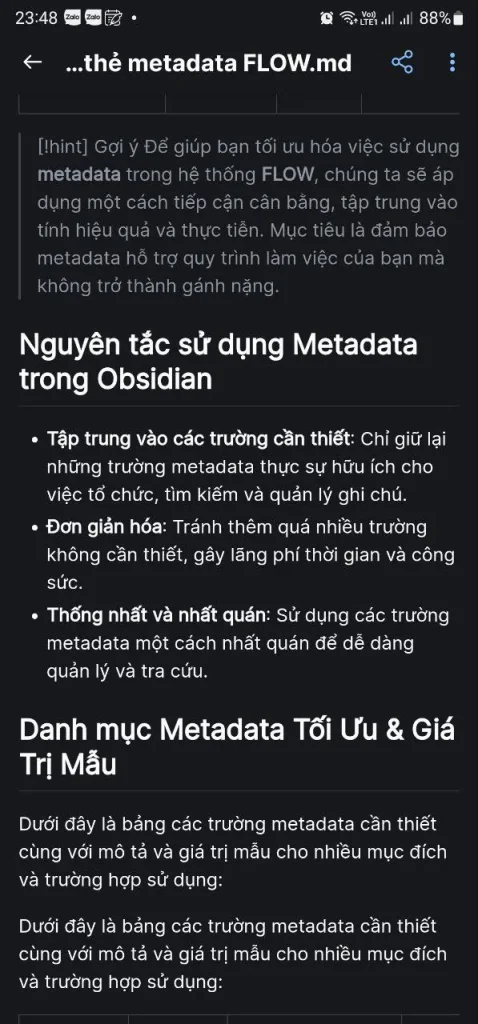 23:48 Zalo Zalo Vo) LTE1 88%
...thẻ metadata FLOW.md
[!hint] Gợi ý Để giúp bạn tối ưu hóa việc sử dụng
metadata trong hệ thống FLOW, chúng ta sẽ áp
dụng một cách tiếp cận cân bằng, tập trung vào
tính hiệu quả và thực tiễn. Mục tiêu là đảm bảo
metadata hỗ trợ quy trình làm việc của bạn mà
không trở thành gánh nặng.
Nguyên tắc sử dụng Metadata
trong Obsidian
• Tập trung vào các trường cần thiết: Chỉ giữ lại
những trường metadata thực sự hữu ích cho
việc tổ chức, tìm kiếm và quản lý ghi chú.
• Đơn giản hóa: Tránh thêm quá nhiều trường
không cần thiết, gây lãng phí thời gian và công
sức.
• Thống nhất và nhất quán: Sử dụng các trường
metadata một cách nhất quán để dễ dàng
quản lý và tra cứu.
Danh mục Metadata Tối Ưu & Giá
Trị Mẫu
Dưới đây là bảng các trường metadata cần thiết
cùng với mô tả và giá trị mẫu cho nhiều mục đích
và trường hợp sử dụng:
Dưới đây là bảng các trường metadata cần thiết
cùng với mô tả và giá trị mẫu cho nhiều mục đích
và trường hợp sử dụng: